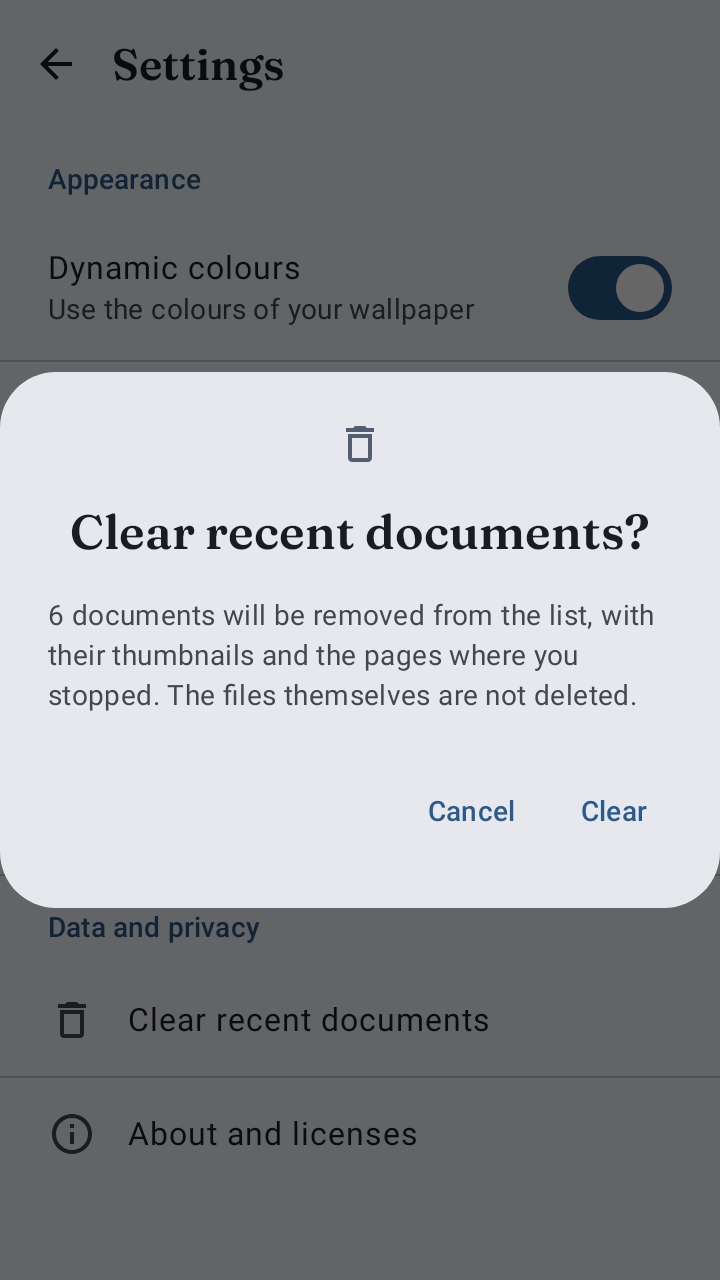 Settings
Appearance
Dynamic colours
Use the colours of your wallpaper
Clear recent documents?
6 documents will be removed from the list, with
their thumbnails and the pages where you
stopped. The files themselves are not deleted.
Cancel Clear
Data and privacy
Clear recent documents
About and licenses